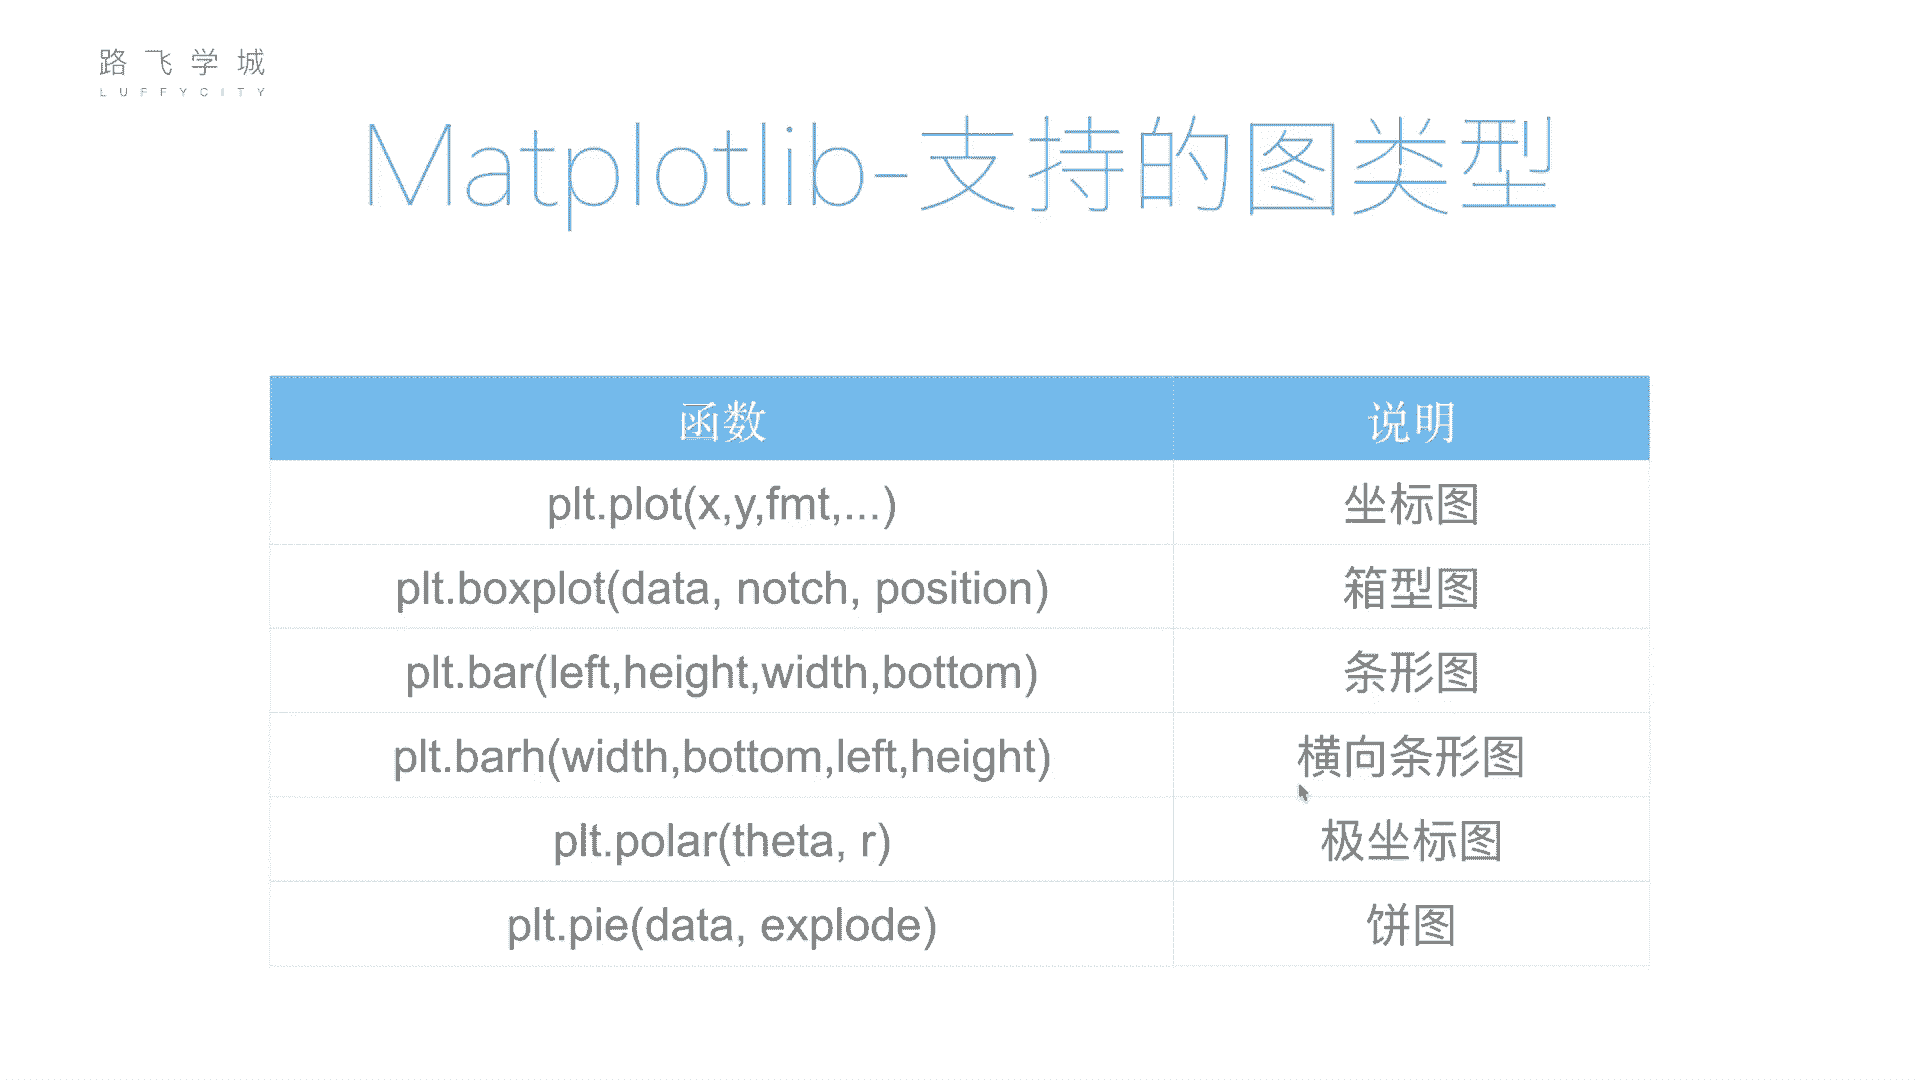 路飞学城
LUFFYCITY
Matplotlib-支持的图类型
函数 说明
plt.plot(x,y,fmt,...) 坐标图
plt.boxplot(data, notch, position) 箱型图
plt.bar(left,height,width,bottom) 条形图
plt.barh(width,bottom,left,height) 横向条形图
plt.polar(theta, r) 极坐标图
plt.pie(data, explode) 饼图